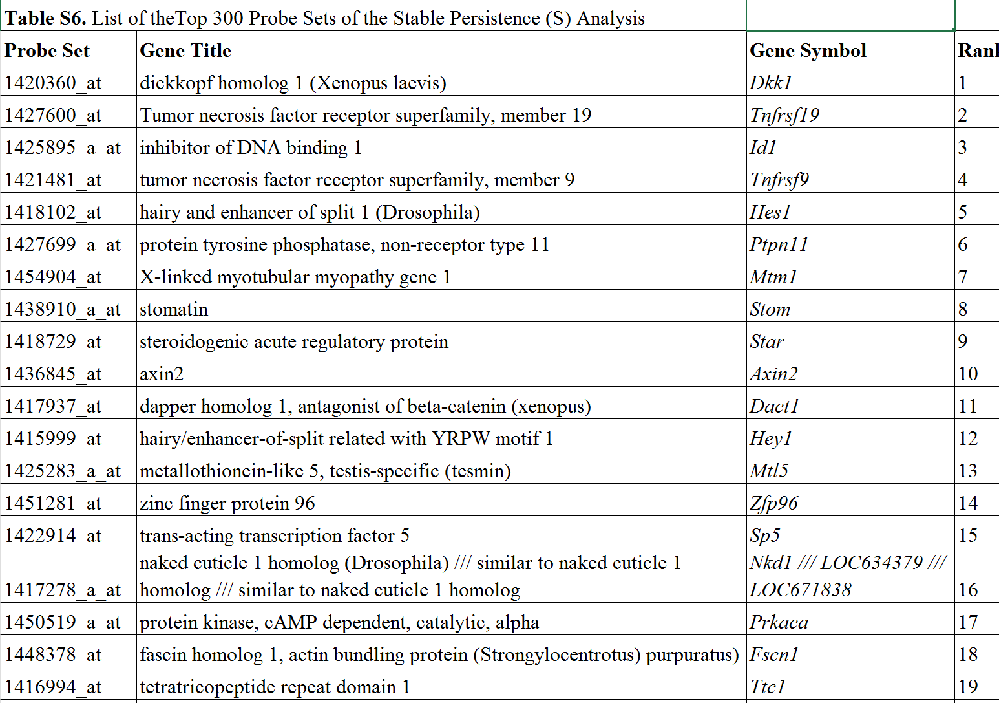 Table S6. List of theTop 300 Probe Sets of the Stable Persistence (S) Analysis
Probe Set Gene Title Gene Symbol Rank
1420360_at dickkopf homolog 1 (Xenopus laevis) Dkk1 1
1427600_at Tumor necrosis factor receptor superfamily, member 19 Tnfrsf19 2
1425895_a_at inhibitor of DNA binding 1 Id1 3
1421481_at tumor necrosis factor receptor superfamily, member 9 Tnfrsf9 4
1418102_at hairy and enhancer of split 1 (Drosophila) Hes1 5
1427699_a_at protein tyrosine phosphatase, non-receptor type 11 Ptpn11 6
1454904_at X-linked myotubular myopathy gene 1 Mtm1 7
1438910_a_at stomatin Stom 8
1418729_at steroidogenic acute regulatory protein Star 9
1436845_at axin2 Axin2 10
1417937_at dapper homolog 1, antagonist of beta-catenin (xenopus) Dact1 11
1415999_at hairy/enhancer-of-split related with YRPW motif 1 Hey1 12
1425283_a_at metallothionein-like 5, testis-specific (tesmin) Mtl5 13
1451281_at zinc finger protein 96 Zfp96 14
1422914_at trans-acting transcription factor 5 Sp5 15
naked cuticle 1 homolog (Drosophila) /// similar to naked cuticle 1 Nkd1 /// LOC634379 ///
1417278_a_at homolog /// similar to naked cuticle 1 homolog LOC671838 16
1450519_a_at protein kinase, cAMP dependent, catalytic, alpha Prkaca 17
1448378_at fascin homolog 1, actin bundling protein (Strongylocentrotus) purpuratus) Fscn1 18
1416994_at tetratricopeptide repeat domain 1 Ttc1 19